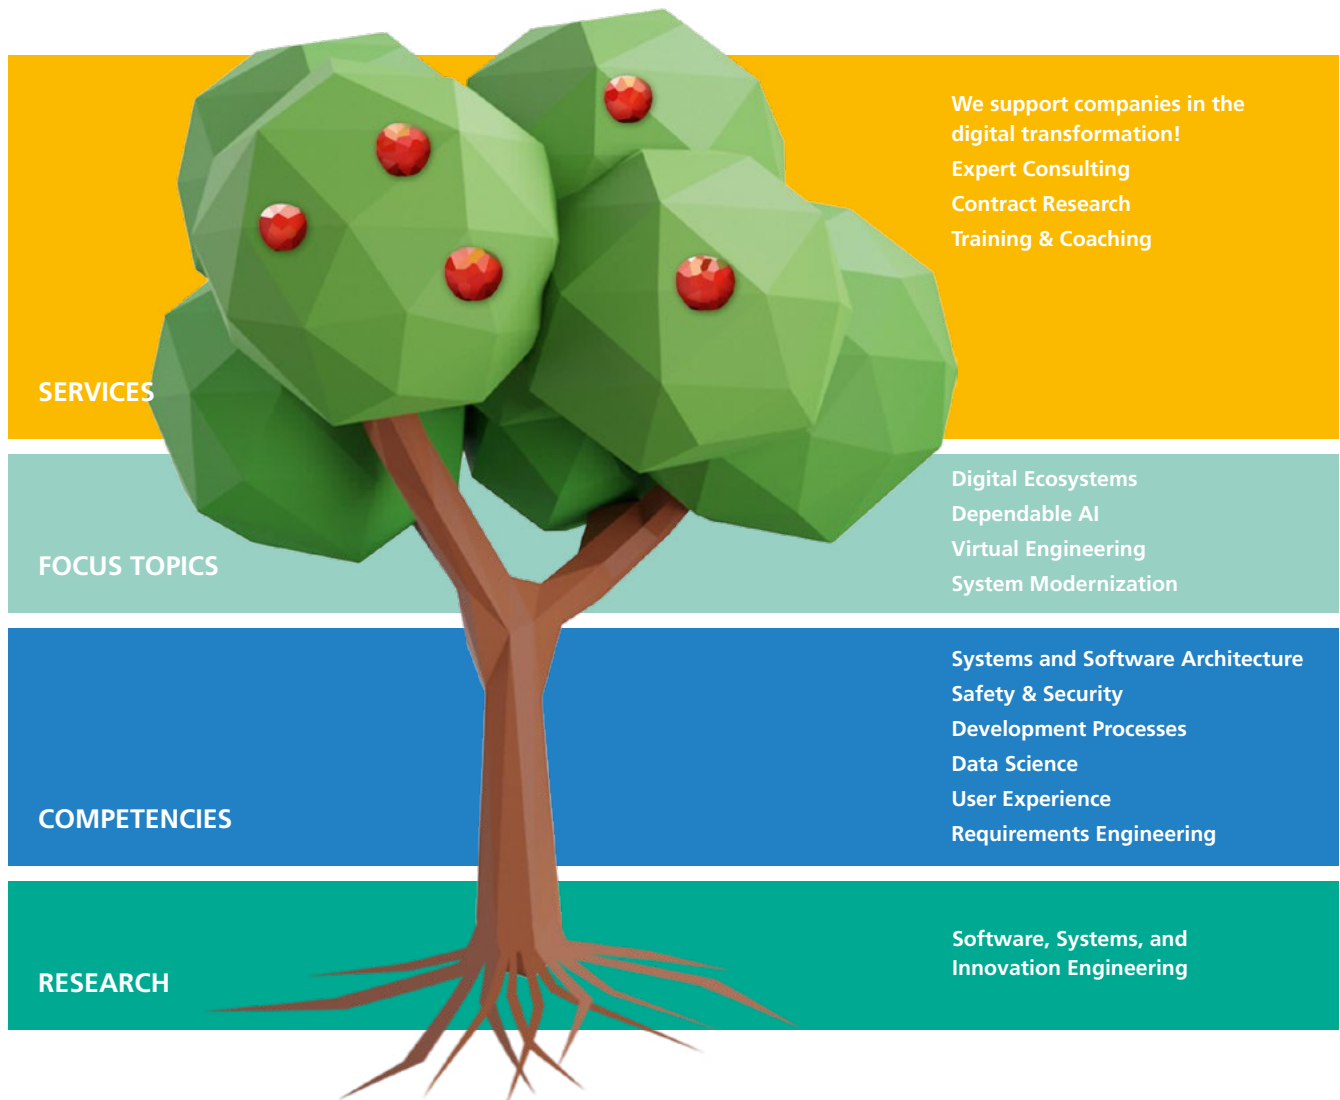 We support companies in the
digital transformation!
Expert Consulting
Contract Research
Training & Coaching
SERVICES
Digital Ecosystems
Dependable AI
Virtual Engineering
System Modernization
FOCUS TOPICS
Systems and Software Architecture
Safety & Security
Development Processes
Data Science
User Experience
Requirements Engineering
COMPETENCIES
Software, Systems, and
Innovation Engineering
RESEARCH